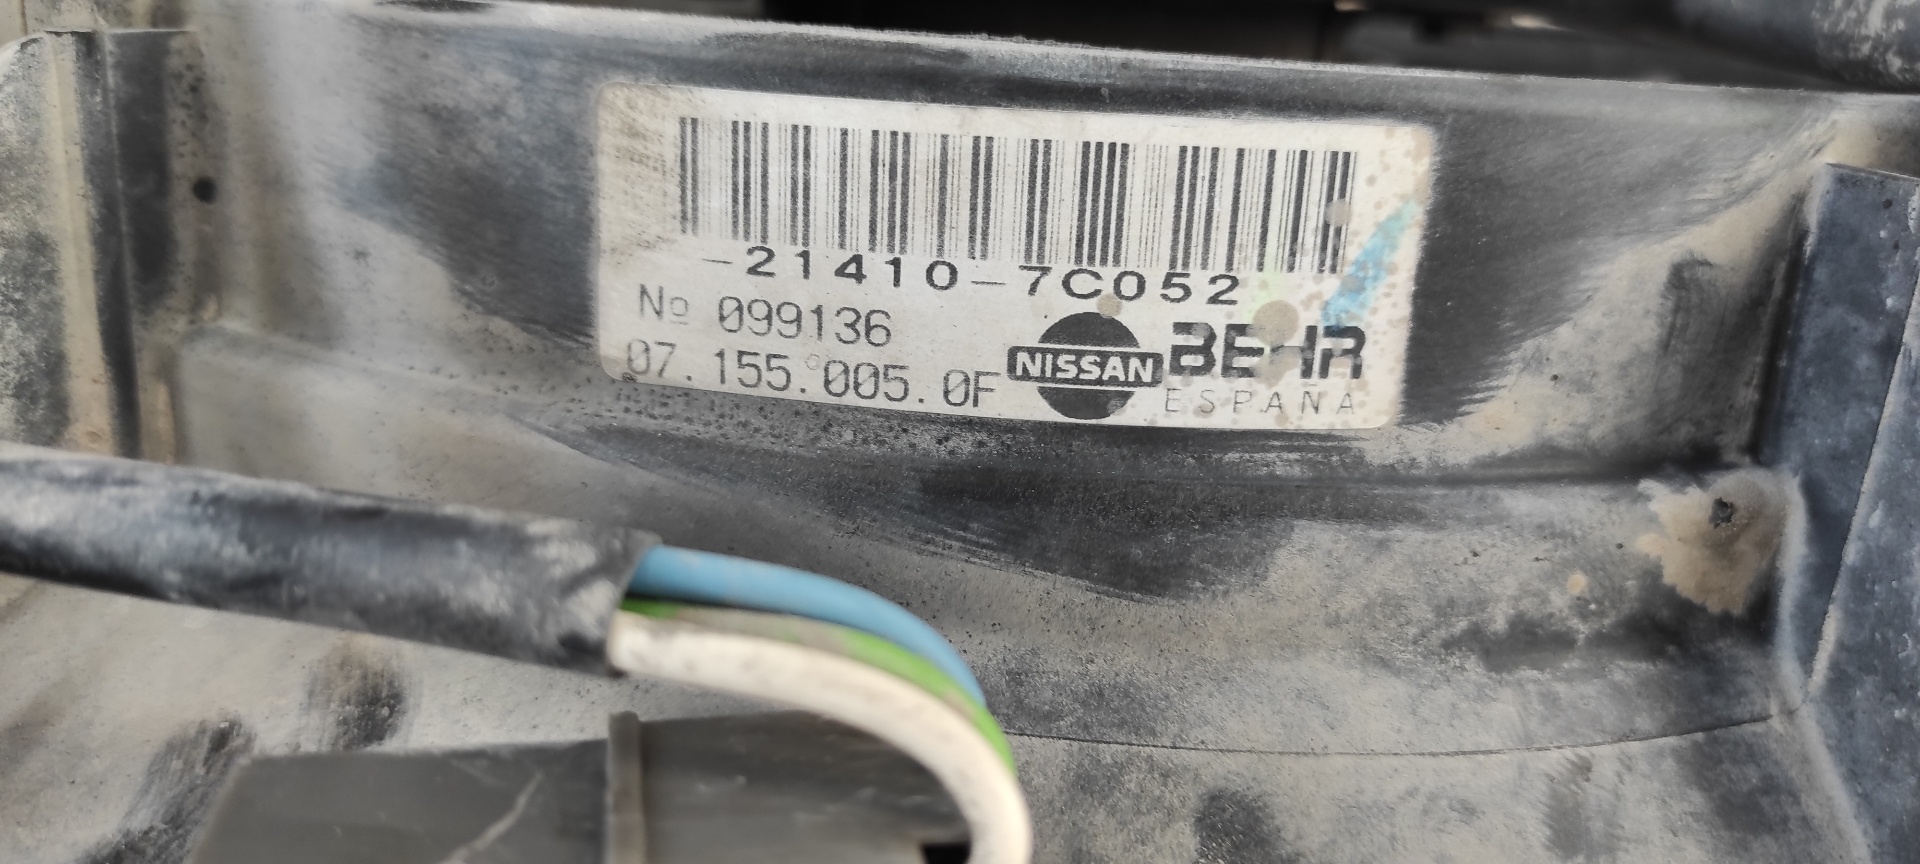 -21410-7C052
Nº 099136
07.155.005.0F
NISSAN
BEHR
ESPAÑA